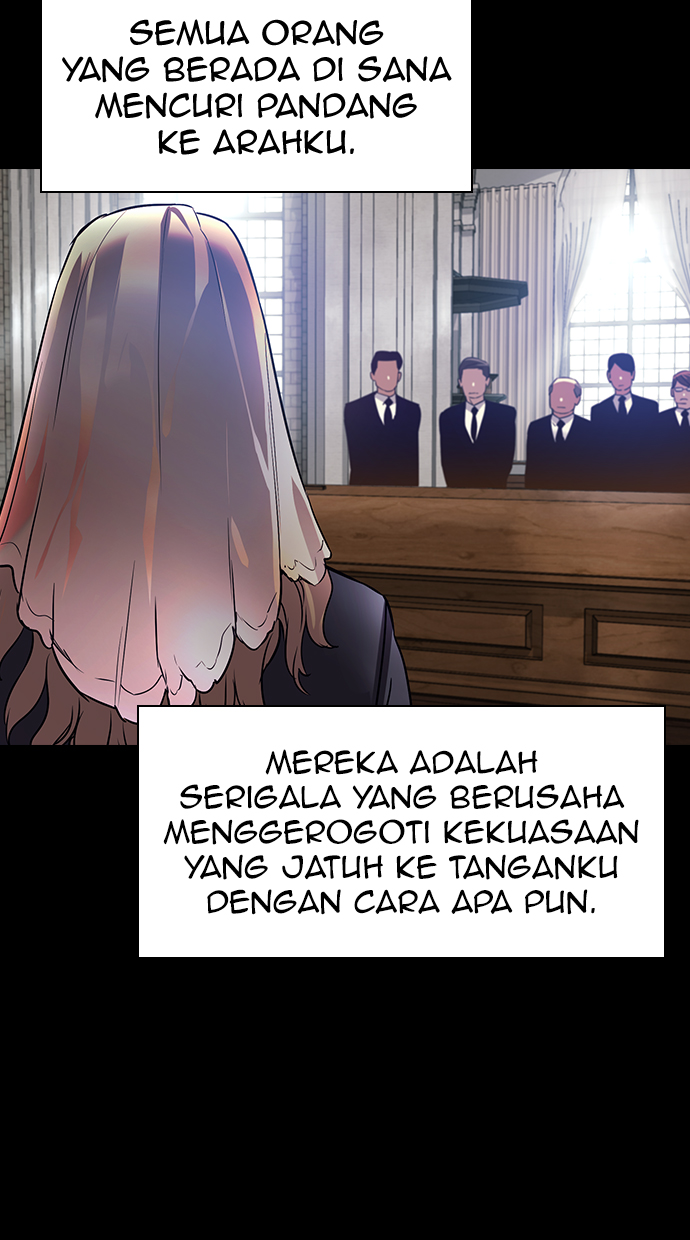 SEMUA ORANG
YANG BERADA DI SANA
MENCURI PANDANG
KE ARAHKU.
MEREKA ADALAH
SERIGALA YANG BERUSAHA
MENGGEROGOTI KEKUASAAN
YANG JATUH KE TANGANKU
DENGAN CARA APA PUN.